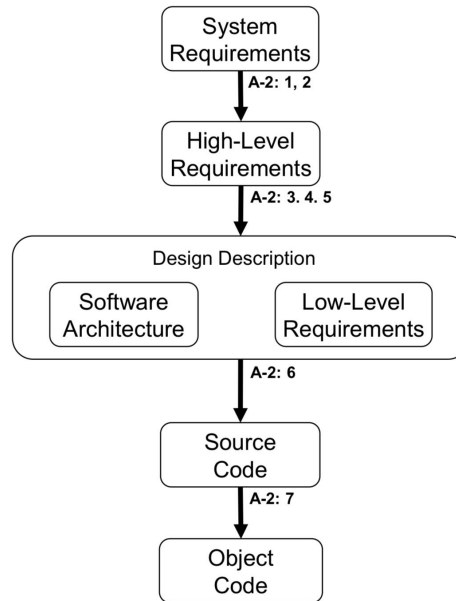 System
Requirements
A-2: 1, 2
High-Level
Requirements
A-2: 3. 4. 5
Design Description
Software
Architecture
Low-Level
Requirements
A-2: 6
Source
Code
A-2: 7
Object
Code